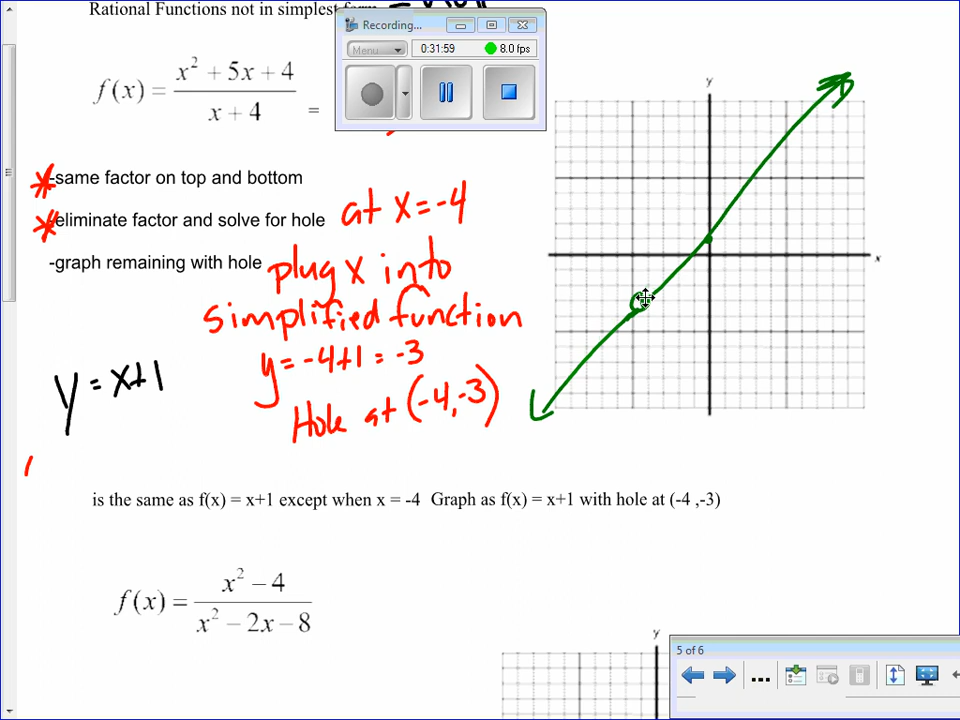 Rational Functions not in simplest form
Recording...
Menu
0:31:59
8.0 fps
f(x) = x² + 5x + 4 / x + 4 =
-same factor on top and bottom
-eliminate factor and solve for hole at x = -4
-graph remaining with hole
plug x into
simplified function
y = -4+1 = -3
Hole at (-4,-3)
y = x+1
y
x
is the same as f(x) = x+1 except when x = -4 Graph as f(x) = x+1 with hole at (-4 ,-3)
f(x) = x² − 4 / x² − 2x − 8
y
5 of 6